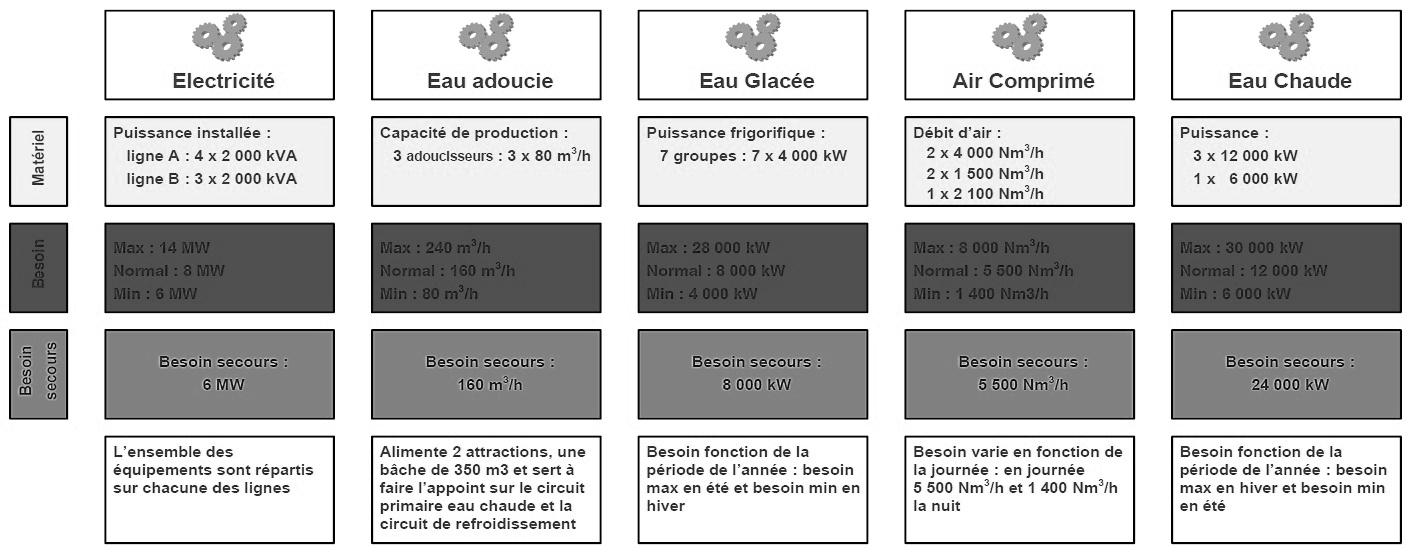 Electricité
Eau adoucie
Eau Glacée
Air Comprimé
Eau Chaude
Matériel
Puissance installée :
ligne A : 4 x 2 000 kVA
ligne B : 3 x 2 000 kVA
Capacité de production :
3 adoucisseurs : 3 x 80 m³/h
Puissance frigorifique :
7 groupes : 7 x 4 000 kW
Débit d’air :
2 x 4 000 Nm³/h
2 x 1 500 Nm³/h
1 x 2 100 Nm³/h
Puissance :
3 x 12 000 kW
1 x 6 000 kW
Besoin
Max : 14 MW
Normal : 8 MW
Min : 6 MW
Max : 240 m³/h
Normal : 160 m³/h
Min : 80 m³/h
Max : 28 000 kW
Normal : 8 000 kW
Min : 4 000 kW
Max : 8 000 Nm³/h
Normal : 5 500 Nm³/h
Min : 1 400 Nm3/h
Max : 30 000 kW
Normal : 12 000 kW
Min : 6 000 kW
Besoin
secours
Besoin secours :
6 MW
Besoin secours :
160 m³/h
Besoin secours :
8 000 kW
Besoin secours :
5 500 Nm³/h
Besoin secours :
24 000 kW
L’ensemble des
équipements sont répartis
sur chacune des lignes
Alimente 2 attractions, une
bâche de 350 m3 et sert à
faire l’appoint sur le circuit
primaire eau chaude et la
circuit de refroidissement
Besoin fonction de la
période de l’année : besoin
max en été et besoin min en
hiver
Besoin varie en fonction de
la journée : en journée
5 500 Nm³/h et 1 400 Nm³/h
la nuit
Besoin fonction de la
période de l’année : besoin
max en hiver et besoin min
en été